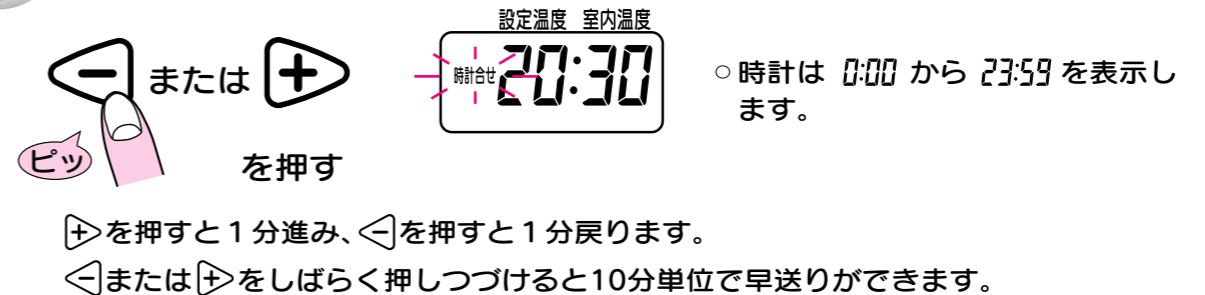 設定温度 室内温度
− または +
時計合せ 20:30
ピッ
を押す
○時計は 0:00 から 23:59 を表示し
ます。
+を押すと1分進み、−を押すと1分戻ります。
−または+をしばらく押しつづけると10分単位で早送りができます。